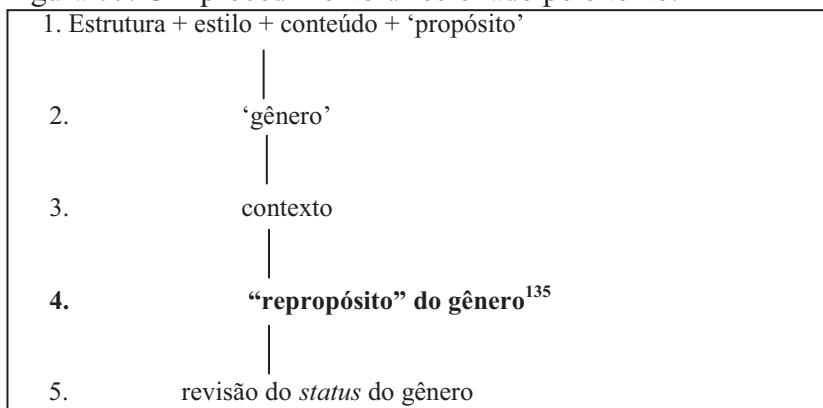 1. Estrutura + estilo + conteúdo + ‘propósito’
2. ‘gênero’
3. contexto
4. “repropósito” do gênero135
5. revisão do status do gênero